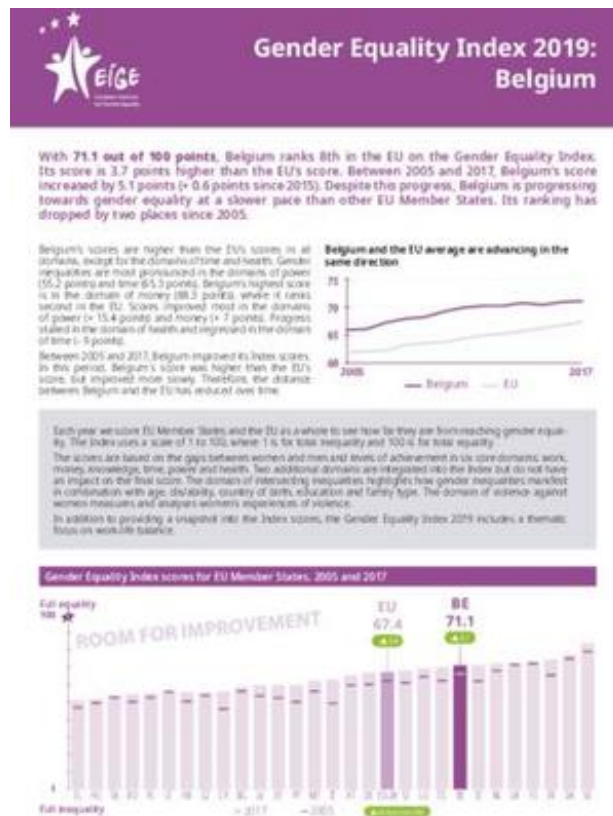 EIGE
Gender Equality Index 2019:
Belgium
With 71.1 out of 100 points, Belgium ranks 8th in the EU on the Gender Equality Index.
Its score is 3.7 points higher than the EU's score. Between 2005 and 2017, Belgium's score
increased by 5.1 points (+ 0.6 points since 2015). Despite this progress, Belgium is progressing
towards gender equality at a slower pace than other EU Member States. Its ranking has
dropped by two places since 2005.
Belgium's scores are higher than the EU's scores in all
domains, except for the domains of time and health. Gender
inequalities are most pronounced in the domains of power
(55.2 points) and time (65.3 points). Belgium's highest score
is in the domain of money (88.3 points), where it ranks
second in the EU. Scores improved most in the domains
of power (+ 15.4 points) and money (+ 7 points). Progress
stalled in the domain of health and regressed in the domain
of time (- 9 points).
Between 2005 and 2017, Belgium improved its Index scores.
In this period, Belgium's score was higher than the EU's
score, but improved more slowly. Therefore, the distance
between Belgium and the EU has reduced over time.
Belgium and the EU average are advancing in the
same direction
75
70
65
60
2005 2017
Belgium EU
Each year we score EU Member States and the EU as a whole to see how far they are from reaching gender equal-
ity. The Index uses a scale of 1 to 100, where 1 is for total inequality and 100 is for total equality.
The scores are based on the gaps between women and men and levels of achievement in six core domains: work,
money, knowledge, time, power and health. Two additional domains are integrated into the Index but do not have
an impact on the final score. The domain of intersecting inequalities highlights how gender inequalities manifest
in combination with age, disability, country of birth, education and family type. The domain of violence against
women measures and analyses women's experiences of violence.
In addition to providing a snapshot into the Index scores, the Gender Equality Index 2019 includes a thematic
focus on work-life balance.
Gender Equality Index scores for EU Member States, 2005 and 2017
Full equality
100
ROOM FOR IMPROVEMENT
EU
67.4
BE
71.1
1
Full inequality
2017 2005